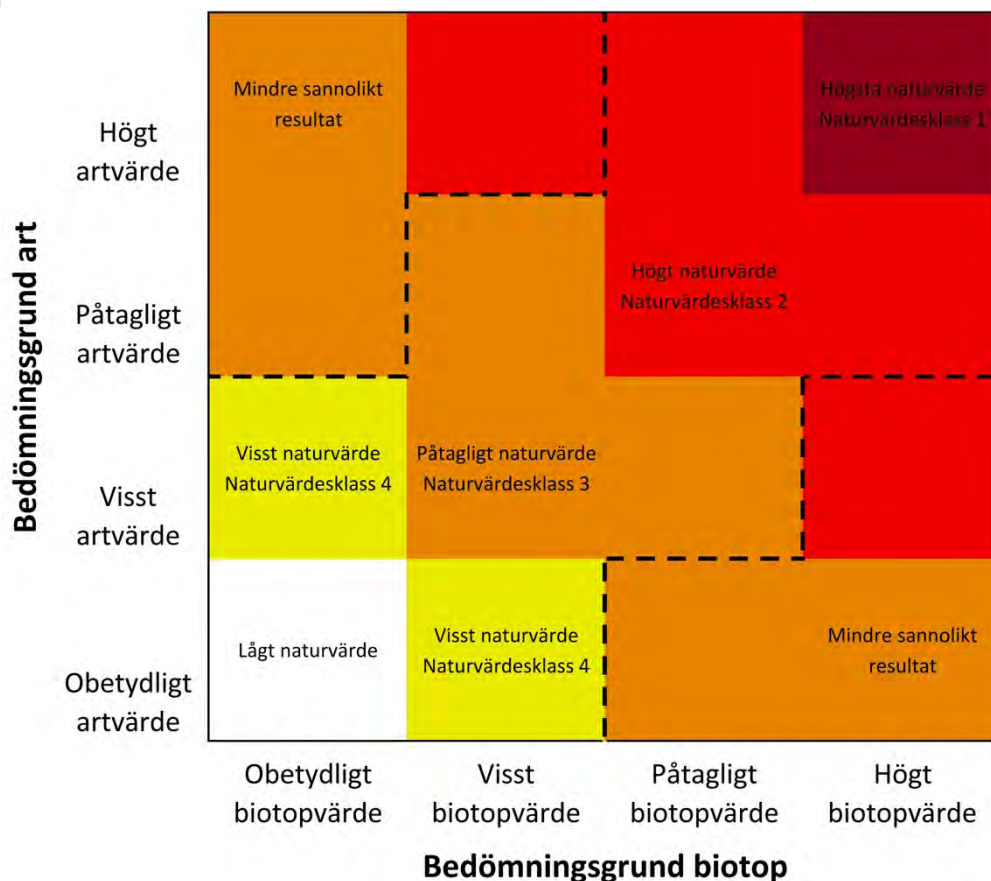 Bedömningsgrund art
Högt
artvärde
Påtagligt
artvärde
Visst
artvärde
Obetydligt
artvärde
Mindre sannolikt
resultat
Högsta naturvärde
Naturvärdesklass 1
Högt naturvärde
Naturvärdesklass 2
Visst naturvärde
Naturvärdesklass 4
Påtagligt naturvärde
Naturvärdesklass 3
Lågt naturvärde
Visst naturvärde
Naturvärdesklass 4
Mindre sannolikt
resultat
Obetydligt
biotopvärde
Visst
biotopvärde
Påtagligt
biotopvärde
Högt
biotopvärde
Bedömningsgrund biotop